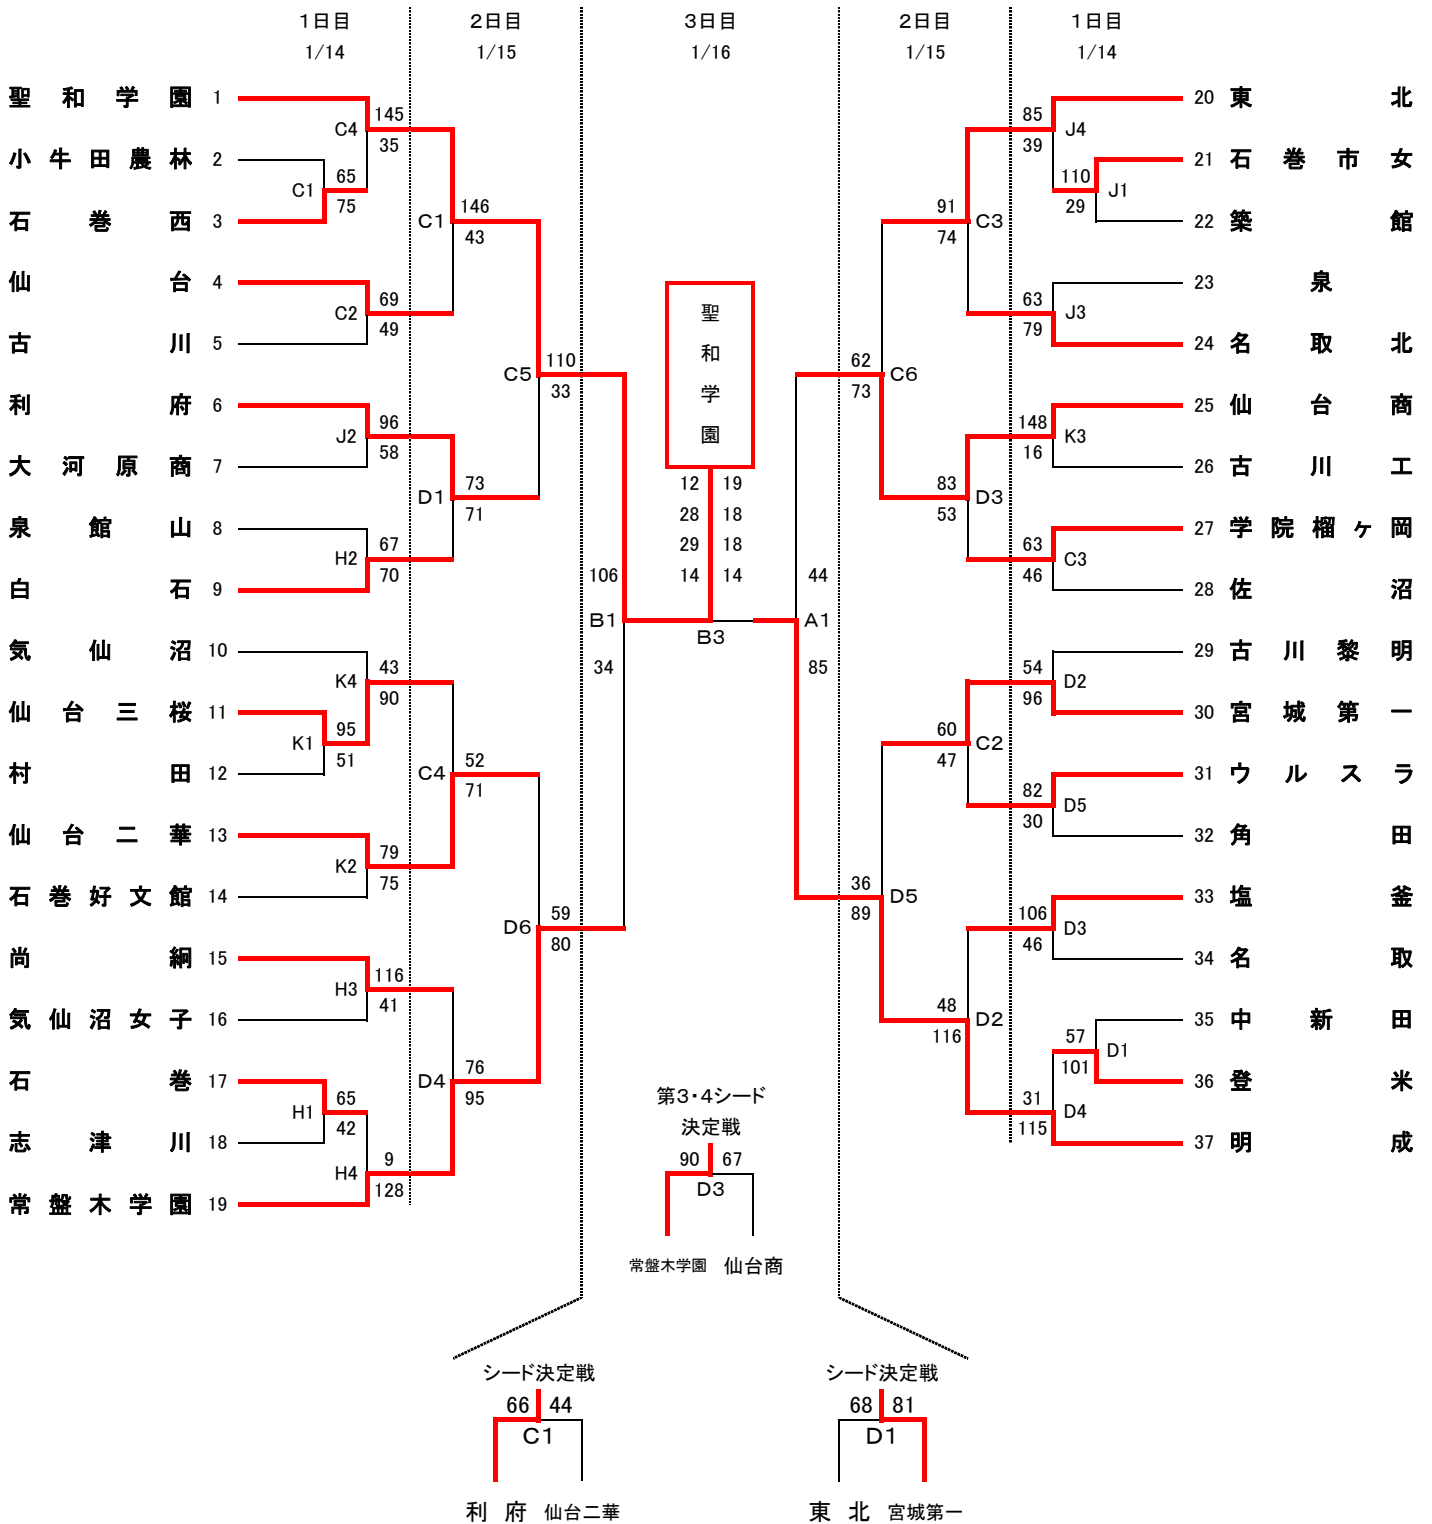 1日目 2日目 3日目 2日目 1日目
1/14 1/15 1/16 1/15 1/14
聖和学園 1
C4
145
35
小牛田農林 2
C1
65
75
石巻西 3
C1
146
43
仙台 4
C2
69
49
古川 5
C5
110
33
利府 6
J2
96
58
大河原商 7
D1
73
71
泉館山 8
H2
67
70
白石 9
B1
106
34
気仙沼 10
K4
43
90
仙台三桜 11
K1
95
51
村田 12
C4
52
71
仙台二華 13
K2
79
75
石巻好文館 14
D6
59
80
尚絅 15
H3
116
41
気仙沼女子 16
D4
76
95
石巻 17
H1
65
42
志津川 18
H4
9
128
常盤木学園 19
聖和学園
12 19
28 18
29 18
14 14
B3
20 東北
85
39
J4
21 石巻市女
110
29
J1
22 築館
91
74
C3
23 泉
63
79
J3
24 名取北
62
73
C6
25 仙台商
148
16
K3
26 古川工
83
53
D3
27 学院榴ヶ岡
63
46
C3
28 佐沼
44
85
A1
29 古川黎明
54
96
D2
30 宮城第一
60
47
C2
31 ウルスラ
82
30
D5
32 角田
36
89
D5
33 塩釜
106
46
D3
34 名取
48
116
D2
35 中新田
57
101
D1
36 登米
31
115
D4
37 明成
第3・4シード
決定戦
90 67
D3
常盤木学園 仙台商
シード決定戦
66 44
C1
利府 仙台二華
シード決定戦
68 81
D1
東北 宮城第一